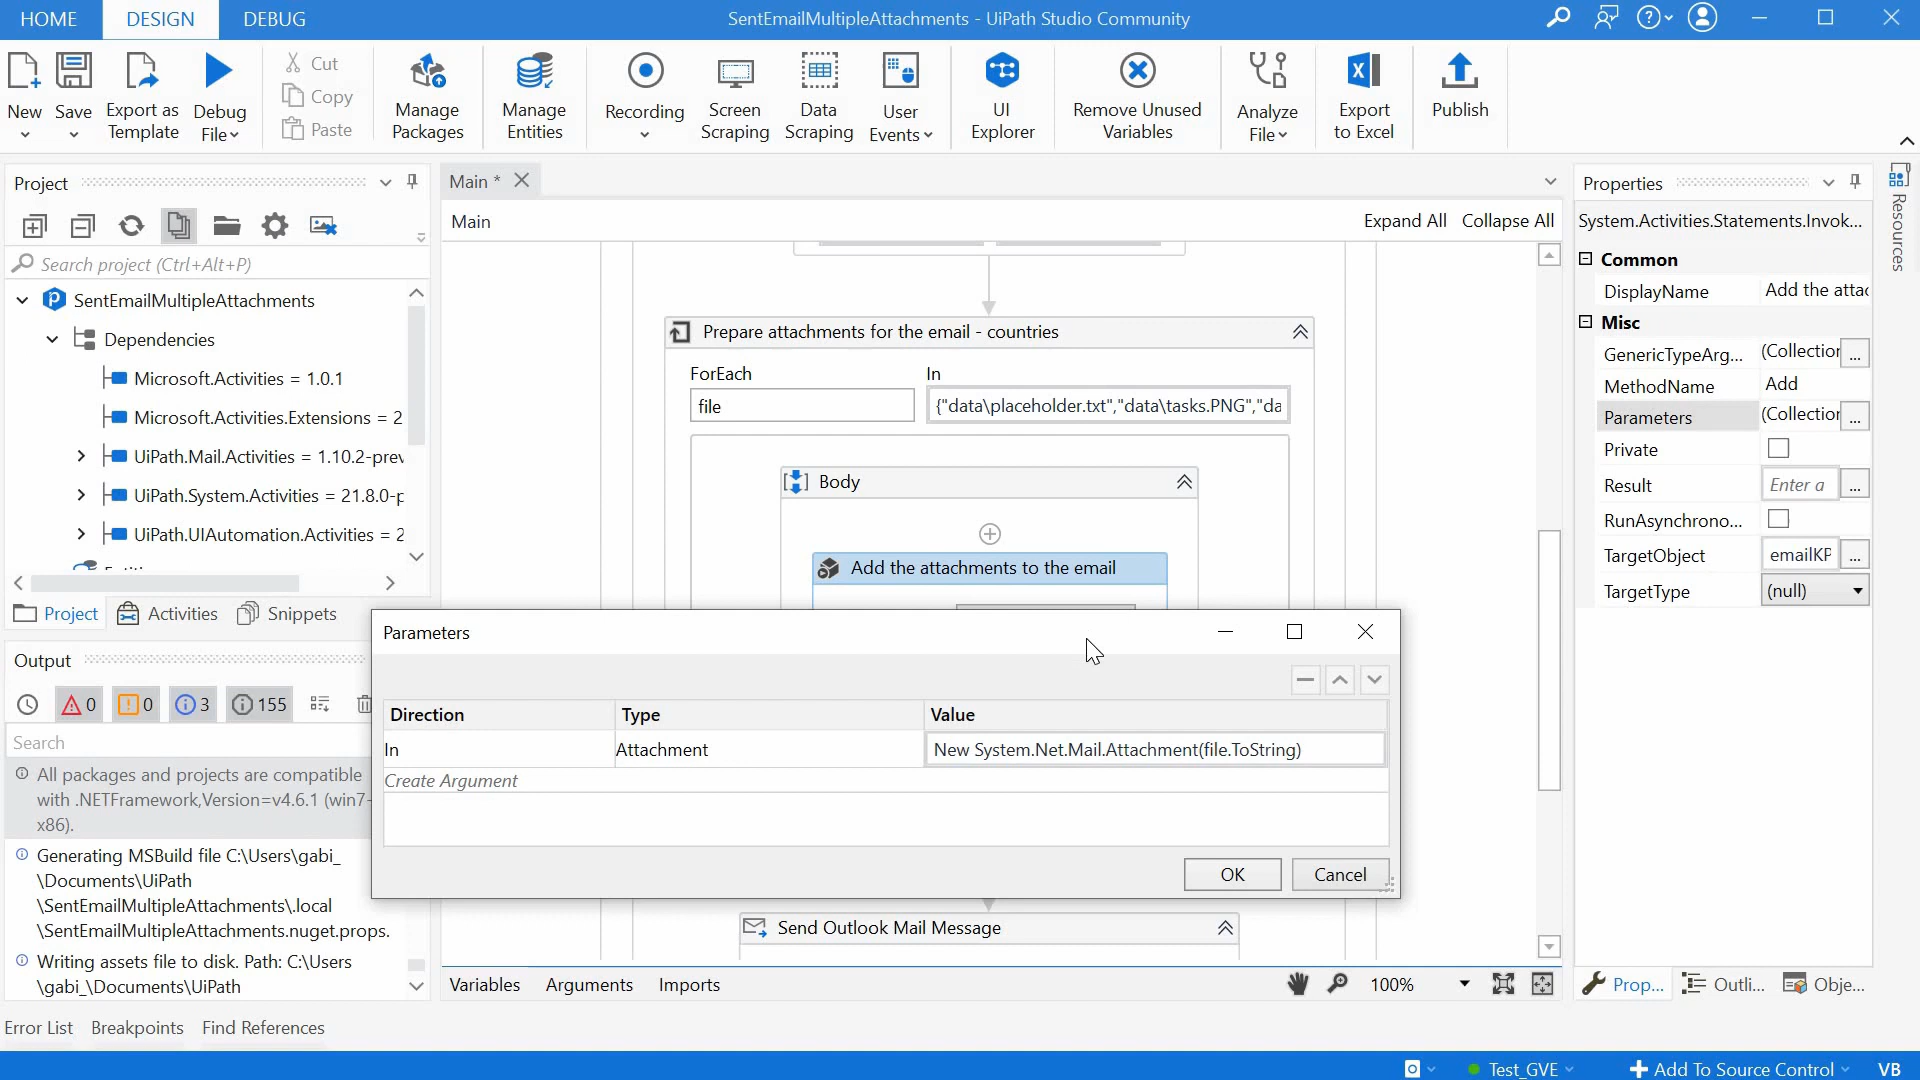 HOME DESIGN DEBUG
SentEmailMultipleAttachments - UiPath Studio Community
New Save Export as Template Debug File
Cut
Copy
Paste
Manage Packages
Manage Entities
Recording
Screen Scraping
Data Scraping
User Events
UI Explorer
Remove Unused Variables
Analyze File
Export to Excel
Publish
Project
Search project (Ctrl+Alt+P)
SentEmailMultipleAttachments
Dependencies
Microsoft.Activities = 1.0.1
Microsoft.Activities.Extensions = 2
UiPath.Mail.Activities = 1.10.2-prev
UiPath.System.Activities = 21.8.0-p
UiPath.UIAutomation.Activities = 2
Project Activities Snippets
Output
0 0 3 155
Search
All packages and projects are compatible
with .NETFramework,Version=v4.6.1 (win7-
x86).
Generating MSBuild file C:\Users\gabi_
\Documents\UiPath
\SentEmailMultipleAttachments\.local
\SentEmailMultipleAttachments.nuget.props.
Writing assets file to disk. Path: C:\Users
\gabi_\Documents\UiPath
Error List Breakpoints Find References
Main *
Main
Expand All Collapse All
Prepare attachments for the email - countries
ForEach In
file {"data\placeholder.txt","data\tasks.PNG","da
Body
Add the attachments to the email
Parameters
Direction Type Value
In Attachment New System.Net.Mail.Attachment(file.ToString)
Create Argument
OK Cancel
Send Outlook Mail Message
Variables Arguments Imports
100%
Properties
System.Activities.Statements.Invok...
Common
DisplayName Add the attac
Misc
GenericTypeArg... (Collection ...
MethodName Add
Parameters (Collection ...
Private
Result Enter a ...
RunAsynchrono...
TargetObject emailKP ...
TargetType (null)
Prop... Outli... Obje...
Resources
Test_GVE
Add To Source Control
VB